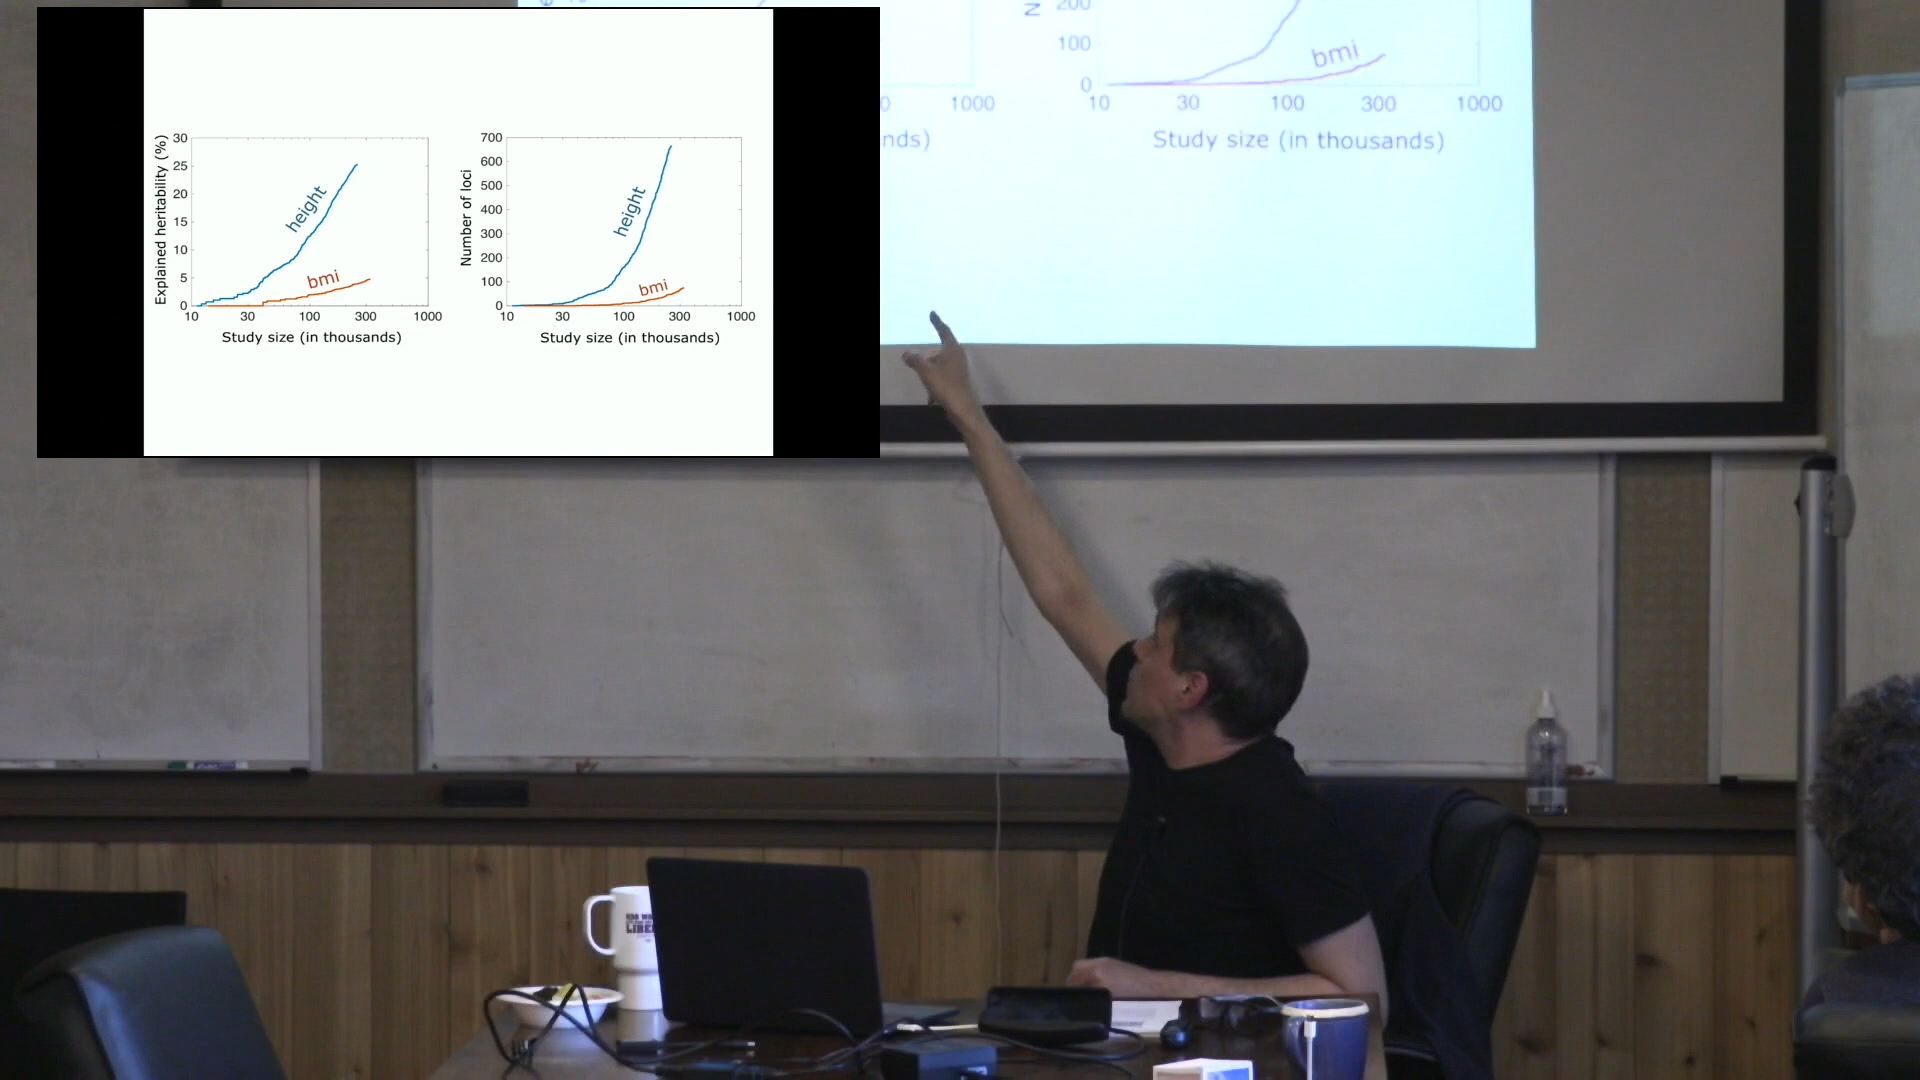 Explained heritability (%)
30
25
20
15
10
5
0
height
bmi
10 30 100 300 1000
Study size (in thousands)
Number of loci
700
600
500
400
300
200
100
0
height
bmi
10 30 100 300 1000
Study size (in thousands)
200
100
0
bmi
0 1000
nds)
N
10 30 100 300 1000
Study size (in thousands)